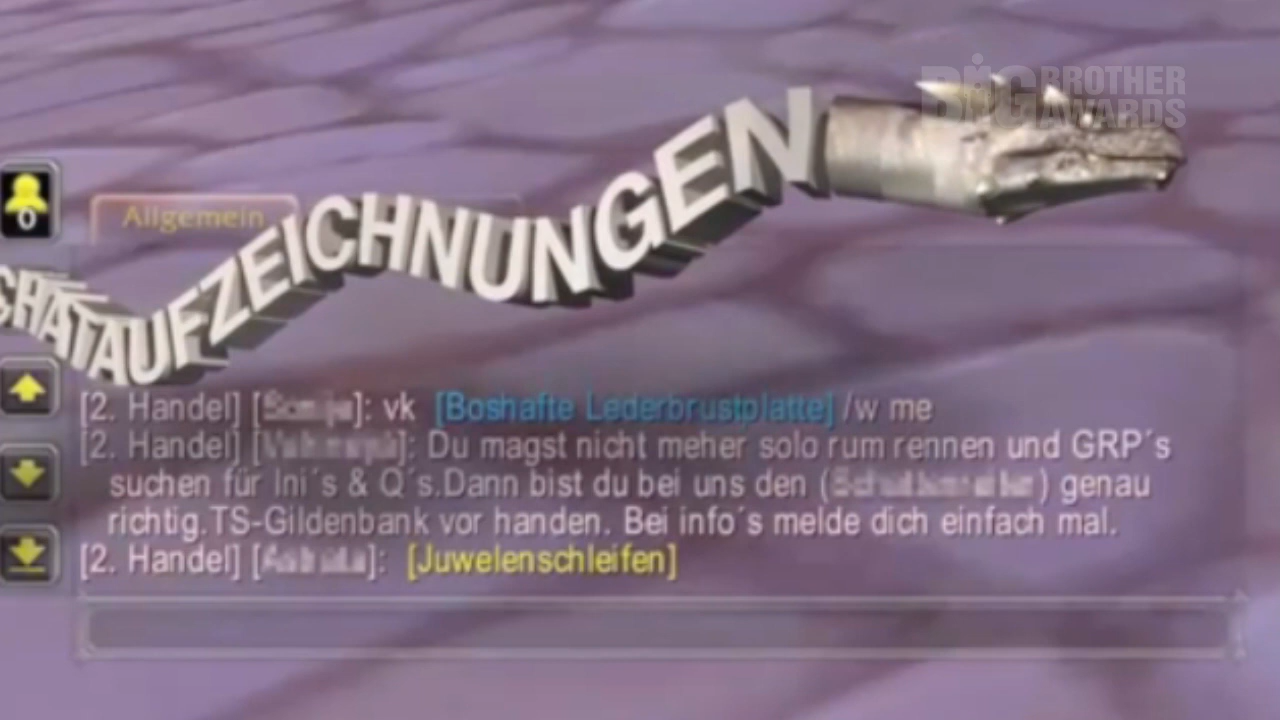 BIG BROTHER AWARDS
CHATAUFZEICHNUNGEN
0
Allgemein
[2. Handel] []: vk [Boshafte Lederbrustplatte] /w me
[2. Handel] []: Du magst nicht meher solo rum rennen und GRP´s
suchen für Ini´s & Q´s.Dann bist du bei uns den () genau
richtig.TS-Gildenbank vor handen. Bei info´s melde dich einfach mal.
[2. Handel] []: [Juwelenschleifen]